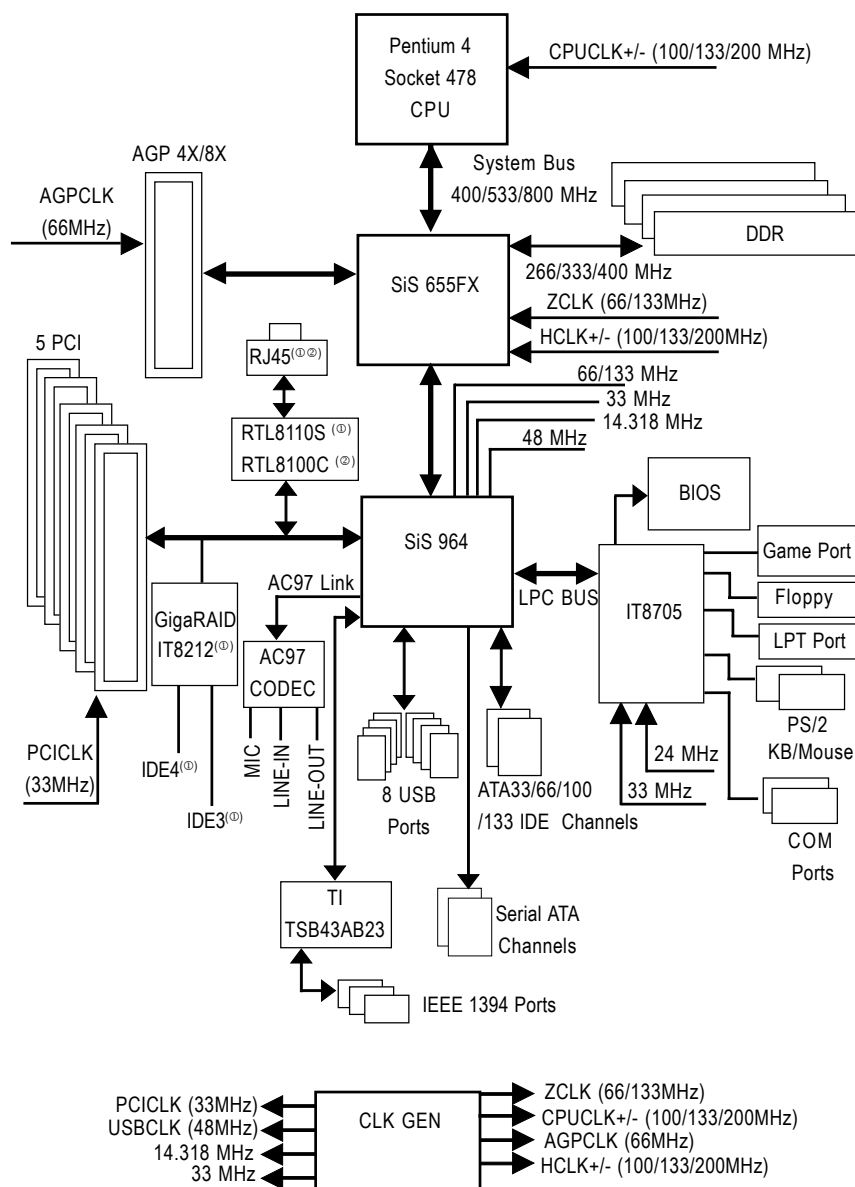 Pentium 4
Socket 478
CPU
CPUCLK+/- (100/133/200 MHz)
AGP 4X/8X
System Bus
400/533/800 MHz
AGPCLK
(66MHz)
DDR
SiS 655FX
266/333/400 MHz
ZCLK (66/133MHz)
HCLK+/- (100/133/200MHz)
5 PCI
RJ45(①②)
66/133 MHz
33 MHz
14.318 MHz
48 MHz
RTL8110S (①)
RTL8100C (②)
BIOS
SiS 964
Game Port
AC97 Link
LPC BUS
IT8705
Floppy
GigaRAID
IT8212(①)
LPT Port
AC97
CODEC
PS/2
KB/Mouse
PCICLK
(33MHz)
IDE4(①)
IDE3(①)
MIC
LINE-IN
LINE-OUT
8 USB
Ports
ATA33/66/100
/133 IDE Channels
24 MHz
33 MHz
COM
Ports
TI
TSB43AB23
Serial ATA
Channels
IEEE 1394 Ports
CLK GEN
PCICLK (33MHz)
USBCLK (48MHz)
14.318 MHz
33 MHz
ZCLK (66/133MHz)
CPUCLK+/- (100/133/200MHz)
AGPCLK (66MHz)
HCLK+/- (100/133/200MHz)